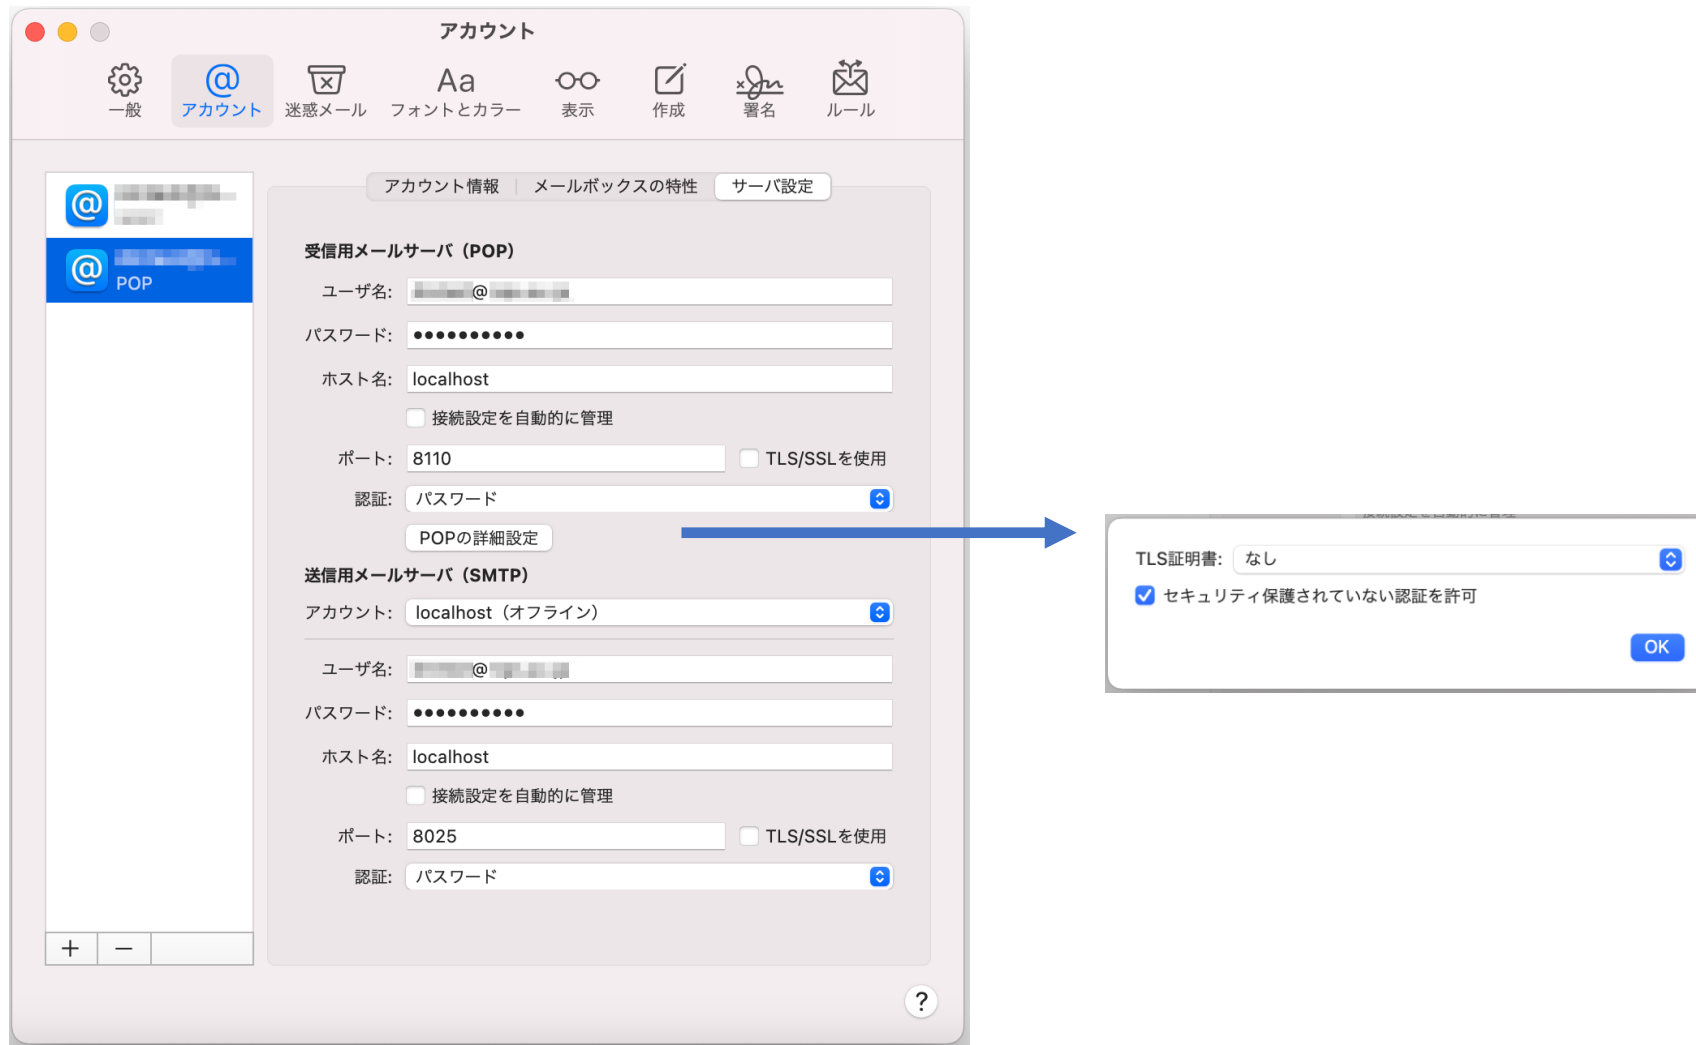 アカウント
一般
アカウント
迷惑メール
Aa
フォントとカラー
表示
作成
署名
ルール
@
@
POP
アカウント情報
メールボックスの特性
サーバ設定
受信用メールサーバ（POP）
ユーザ名: @
パスワード: ●●●●●●●●●●
ホスト名: localhost
接続設定を自動的に管理
ポート: 8110 TLS/SSLを使用
認証: パスワード
POPの詳細設定
送信用メールサーバ（SMTP）
アカウント: localhost（オフライン）
ユーザ名: @
パスワード: ●●●●●●●●●●
ホスト名: localhost
接続設定を自動的に管理
ポート: 8025 TLS/SSLを使用
認証: パスワード
+ −
?
接続設定を自動的に管理
TLS証明書: なし
セキュリティ保護されていない認証を許可
OK